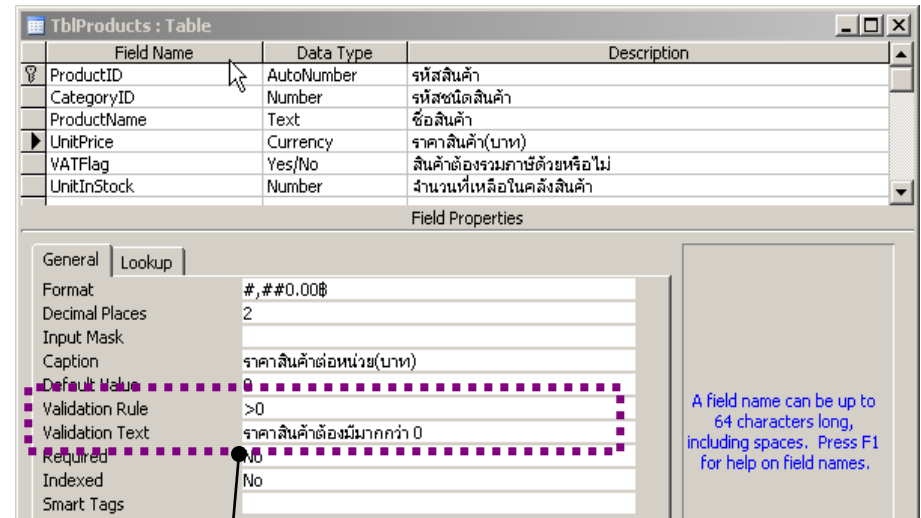 TblProducts : Table
Field Name Data Type Description
ProductID AutoNumber รหัสสินค้า
CategoryID Number รหัสชนิดสินค้า
ProductName Text ชื่อสินค้า
UnitPrice Currency ราคาสินค้า(บาท)
VATFlag Yes/No สินค้าต้องรวมภาษีด้วยหรือไม่
UnitInStock Number จำนวนที่เหลือในคลังสินค้า
Field Properties
General Lookup
Format #,##0.00฿
Decimal Places 2
Input Mask
Caption ราคาสินค้าต่อหน่วย(บาท)
Default Value 0
Validation Rule >0
Validation Text ราคาสินค้าต้องมีมากกว่า 0
Required No
Indexed No
Smart Tags
A field name can be up to
64 characters long,
including spaces. Press F1
for help on field names.